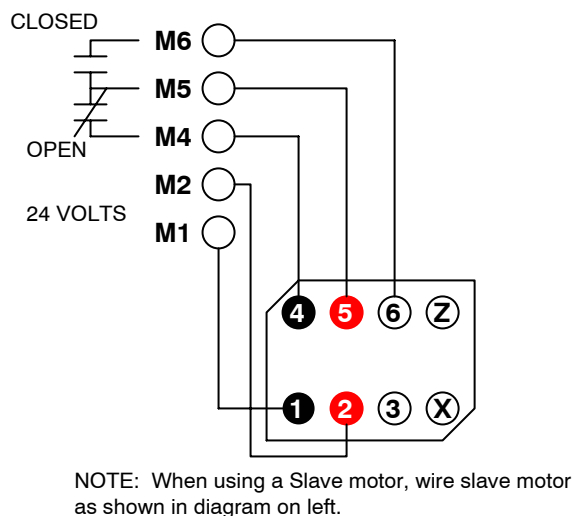 CLOSED
M6
M5
M4
OPEN
M2
24 VOLTS
M1
4 5 6 Z
1 2 3 X
NOTE: When using a Slave motor, wire slave motor
as shown in diagram on left.